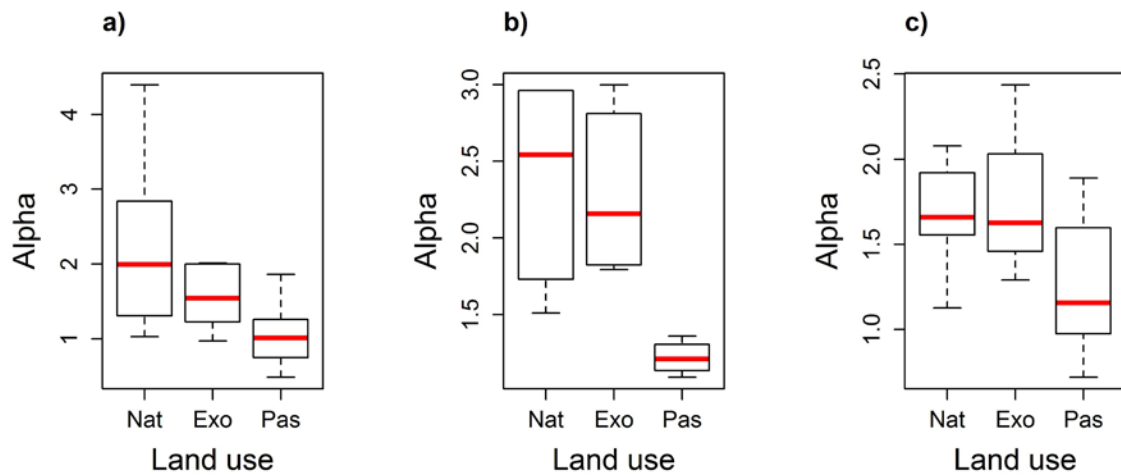 a)
Alpha
4
3
2
1
Nat Exo Pas
Land use
b)
Alpha
3.0
2.5
2.0
1.5
Nat Exo Pas
Land use
c)
Alpha
2.5
2.0
1.5
1.0
Nat Exo Pas
Land use